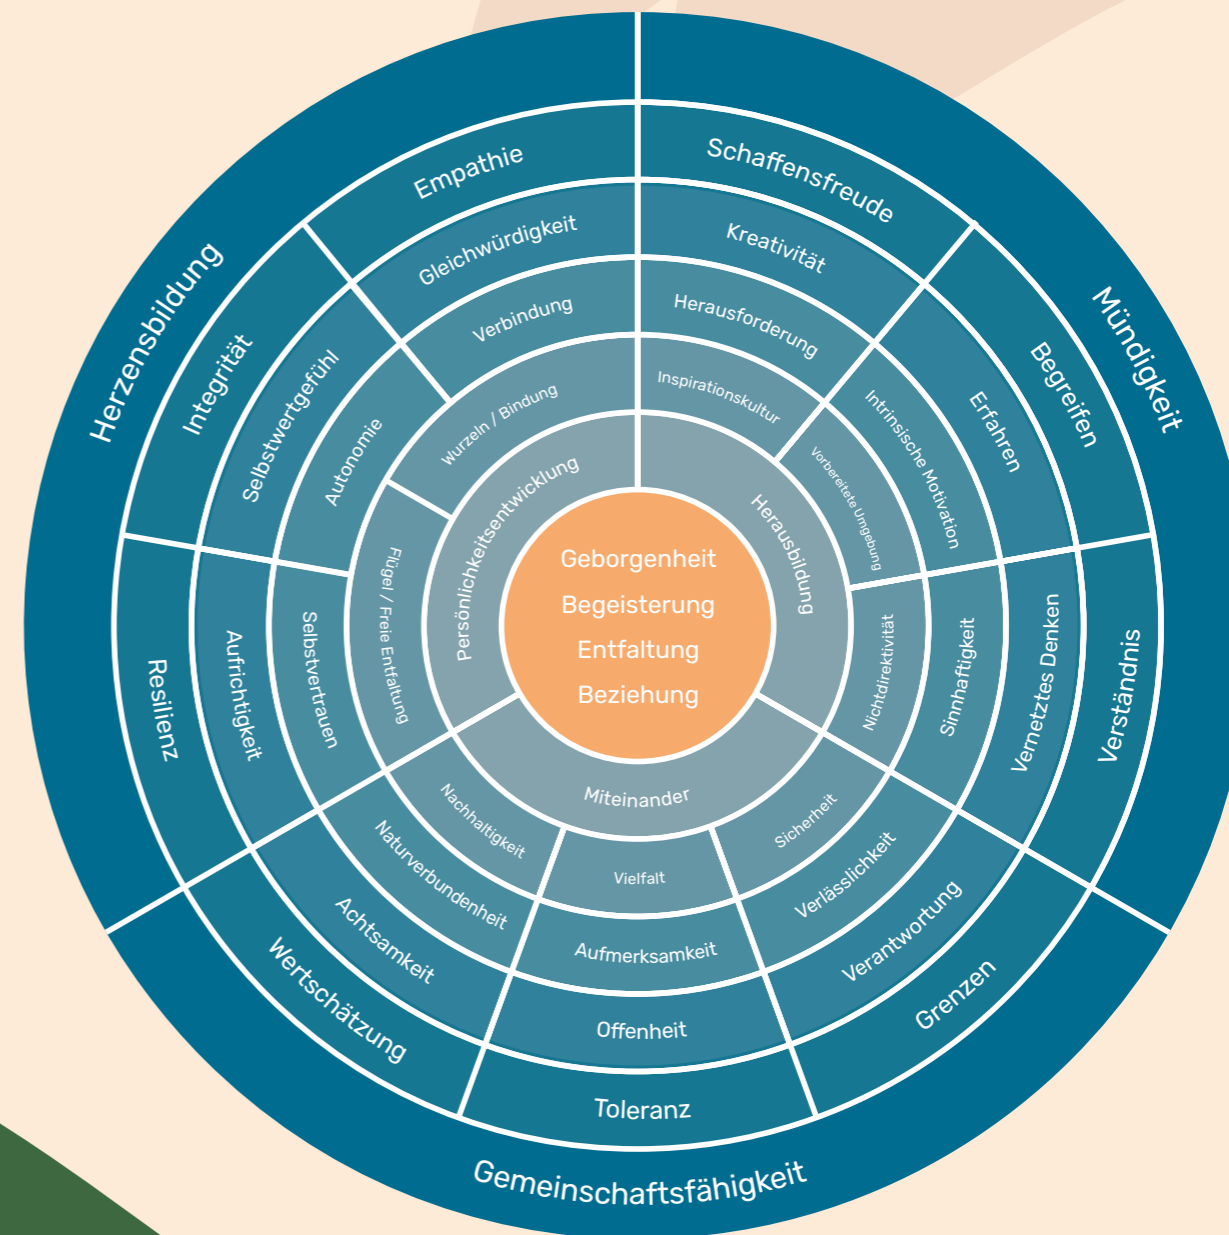 Geborgenheit
Begeisterung
Entfaltung
Beziehung
Persönlichkeitsentwicklung
Herausbildung
Miteinander
Wurzeln / Bindung
Inspirationskultur
Vorbereitete Umgebung
Nichtdirektivität
Sicherheit
Vielfalt
Nachhaltigkeit
Flügel / Freie Entfaltung
Verbindung
Herausforderung
Intrinsische Motivation
Sinnhaftigkeit
Verlässlichkeit
Aufmerksamkeit
Naturverbundenheit
Selbstvertrauen
Autonomie
Gleichwürdigkeit
Kreativität
Erfahren
Vernetztes Denken
Verantwortung
Offenheit
Achtsamkeit
Aufrichtigkeit
Selbstwertgefühl
Empathie
Schaffensfreude
Begreifen
Verständnis
Grenzen
Toleranz
Wertschätzung
Resilienz
Integrität
Herzensbildung
Mündigkeit
Gemeinschaftsfähigkeit